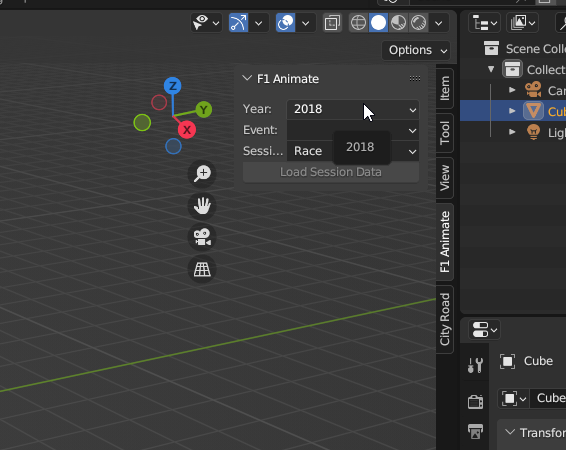 Options
F1 Animate
Year: 2018
Event:
Sessi... Race
2018
Load Session Data
Z
Y
X
Item
Tool
View
F1 Animate
City Road
Scene Colle
Collect
Car
Cub
Ligh
Cube
Cube
Transfor